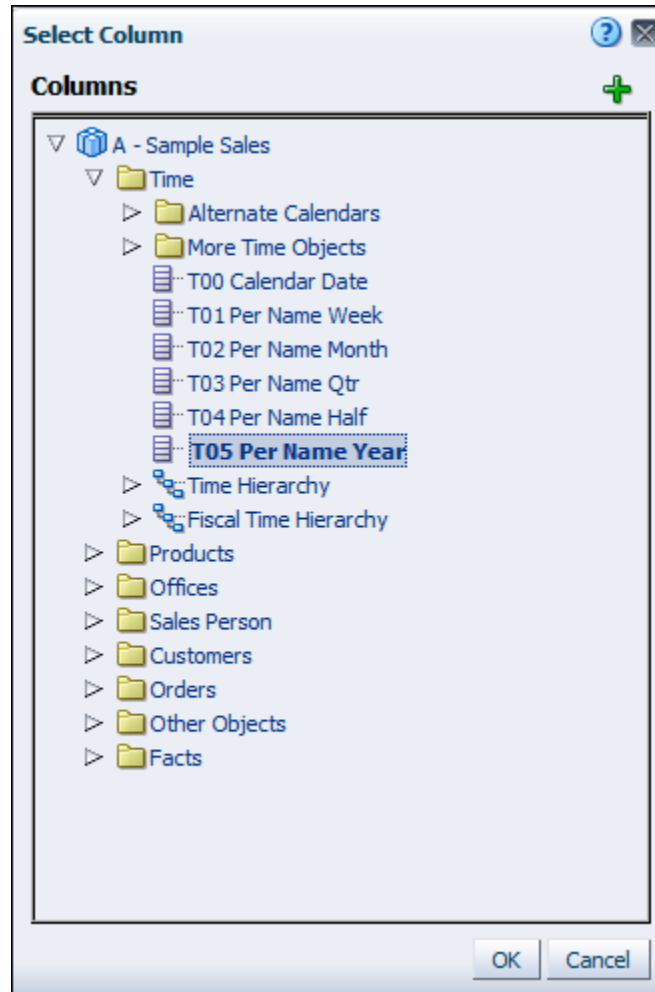 Select Column
Columns
A - Sample Sales
Time
Alternate Calendars
More Time Objects
T00 Calendar Date
T01 Per Name Week
T02 Per Name Month
T03 Per Name Qtr
T04 Per Name Half
T05 Per Name Year
Time Hierarchy
Fiscal Time Hierarchy
Products
Offices
Sales Person
Customers
Orders
Other Objects
Facts
OK Cancel